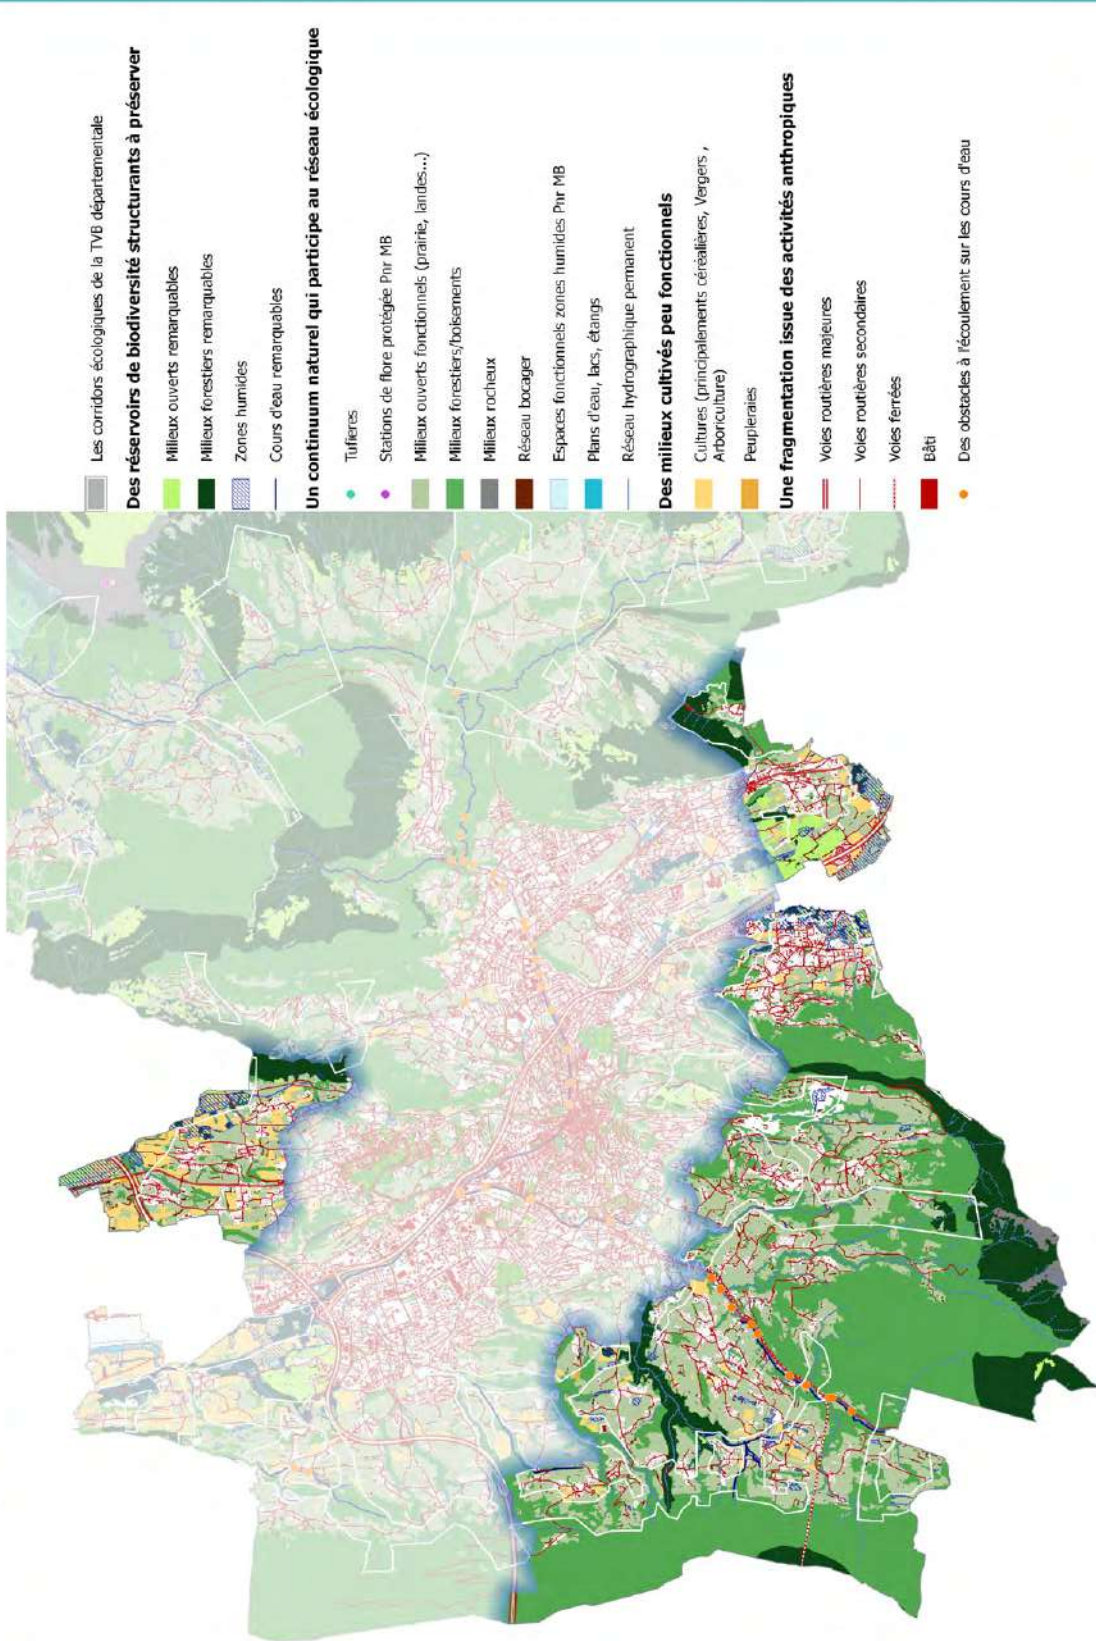 Les corridors écologiques de la TVB départementale
Des réservoirs de biodiversité structurants à préserver
Milieux ouverts remarquables
Milieux forestiers remarquables
Zones humides
Cours d'eau remarquables
Un continuum naturel qui participe au réseau écologique
Tufieres
Stations de flore protégée Pnr MB
Milieux ouverts fonctionnels (prairie, landes...)
Milieux forestiers/boisements
Milieux rocheux
Réseau bocager
Espaces fonctionnels zones humides Pnr MB
Plans d'eau, lacs, étangs
Réseau hydrographique permanent
Des milieux cultivés peu fonctionnels
Cultures (principalements céréalières, Vergers ,
Arboriculture)
Peupleraies
Une fragmentation issue des activités anthropiques
Voies routières majeures
Voies routières secondaires
Voies ferrées
Bâti
Des obstacles à l'écoulement sur les cours d'eau